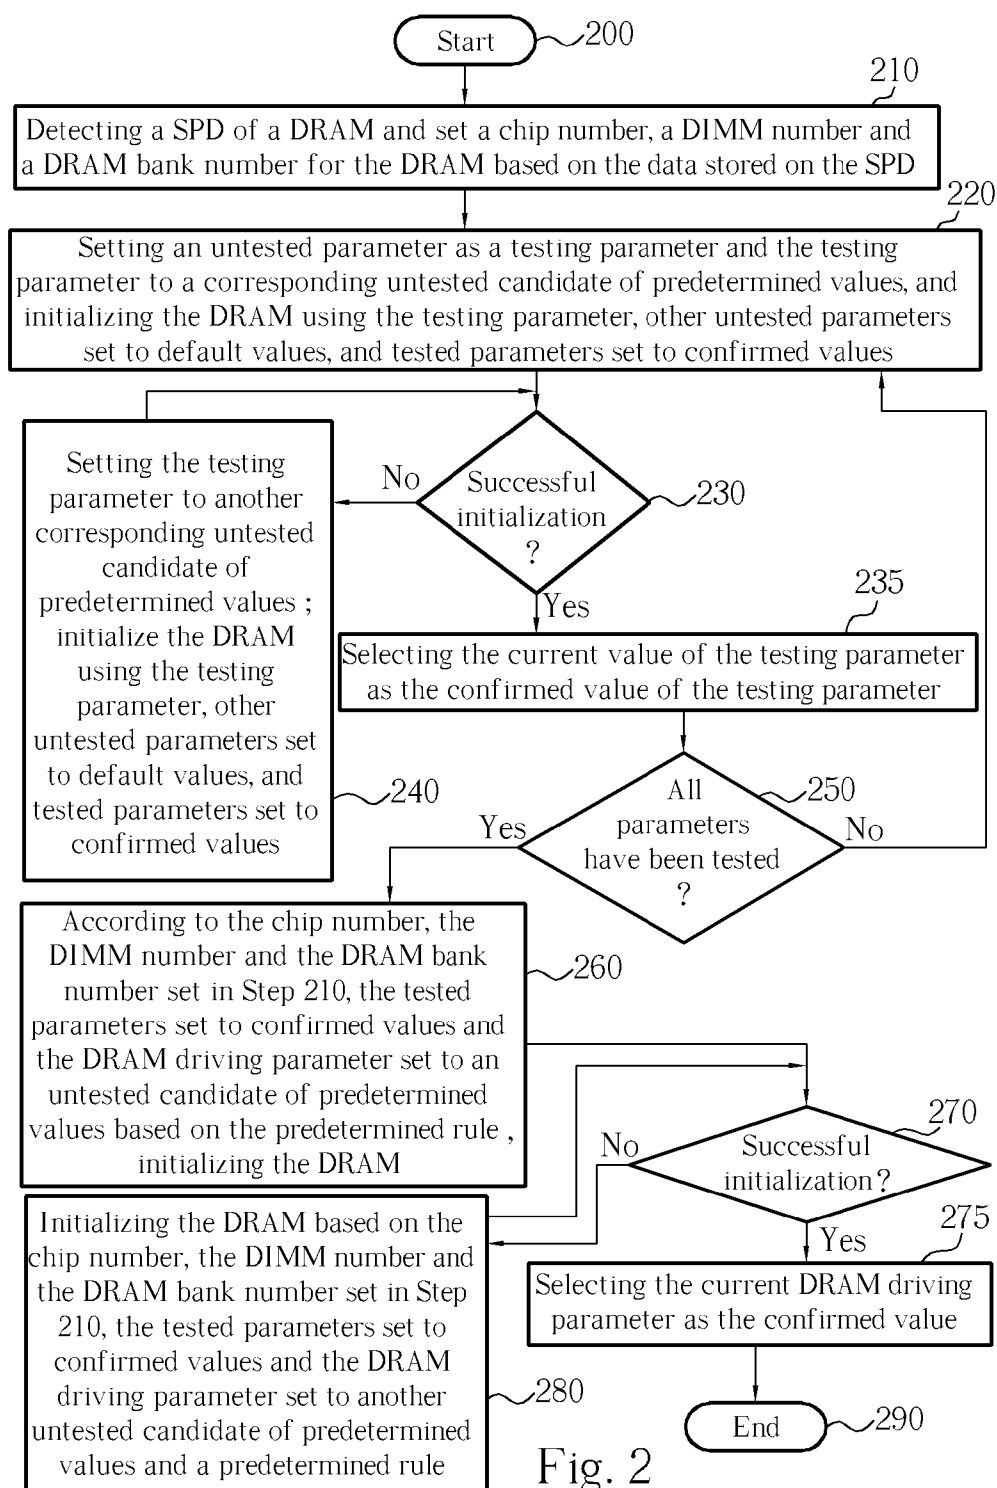 Start
200
210
Detecting a SPD of a DRAM and set a chip number, a DIMM number and
a DRAM bank number for the DRAM based on the data stored on the SPD
220
Setting an untested parameter as a testing parameter and the testing
parameter to a corresponding untested candidate of predetermined values, and
initializing the DRAM using the testing parameter, other untested parameters
set to default values, and tested parameters set to confirmed values
Setting the testing
parameter to another
corresponding untested
candidate of
predetermined values ;
initialize the DRAM
using the testing
parameter, other
untested parameters set
to default values, and
tested parameters set to
confirmed values
240
No
Successful
initialization
?
230
Yes
235
Selecting the current value of the testing parameter
as the confirmed value of the testing parameter
All
parameters
have been tested
?
250
Yes
No
According to the chip number, the
DIMM number and the DRAM bank
number set in Step 210, the tested
parameters set to confirmed values and
the DRAM driving parameter set to an
untested candidate of predetermined
values based on the predetermined rule ,
initializing the DRAM
260
270
No
Successful
initialization?
Yes
275
Initializing the DRAM based on the
chip number, the DIMM number and
the DRAM bank number set in Step
210, the tested parameters set to
confirmed values and the DRAM
driving parameter set to another
untested candidate of predetermined
values and a predetermined rule
280
Selecting the current DRAM driving
parameter as the confirmed value
End
290
Fig. 2